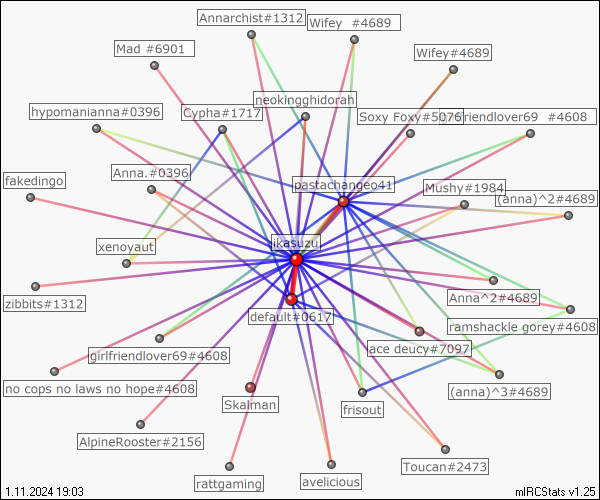 Annarchist#1312
Wifey #4689
Mad #6901
Wifey#4689
neokingghidorah
hypomanianna#0396
Cypha#1717
Soxy Foxy#5076
friendlover69 #4608
fakedingo
Anna.#0396
pastachangeo41
Mushy#1984
(anna)^2#4689
xenoyaut
ikasuzu
zibbits#1312
default#0617
Anna^2#4689
ramshackle gorey#4608
girlfriendlover69#4608
lace deucy#7097
no cops no laws no hope#4608
Skalman
frisout
(anna)^3#4689
AlpineRooster#2156
rattgaming
avelicious
Toucan#2473
1.11.2024 19:03
mIRCStats v1.25